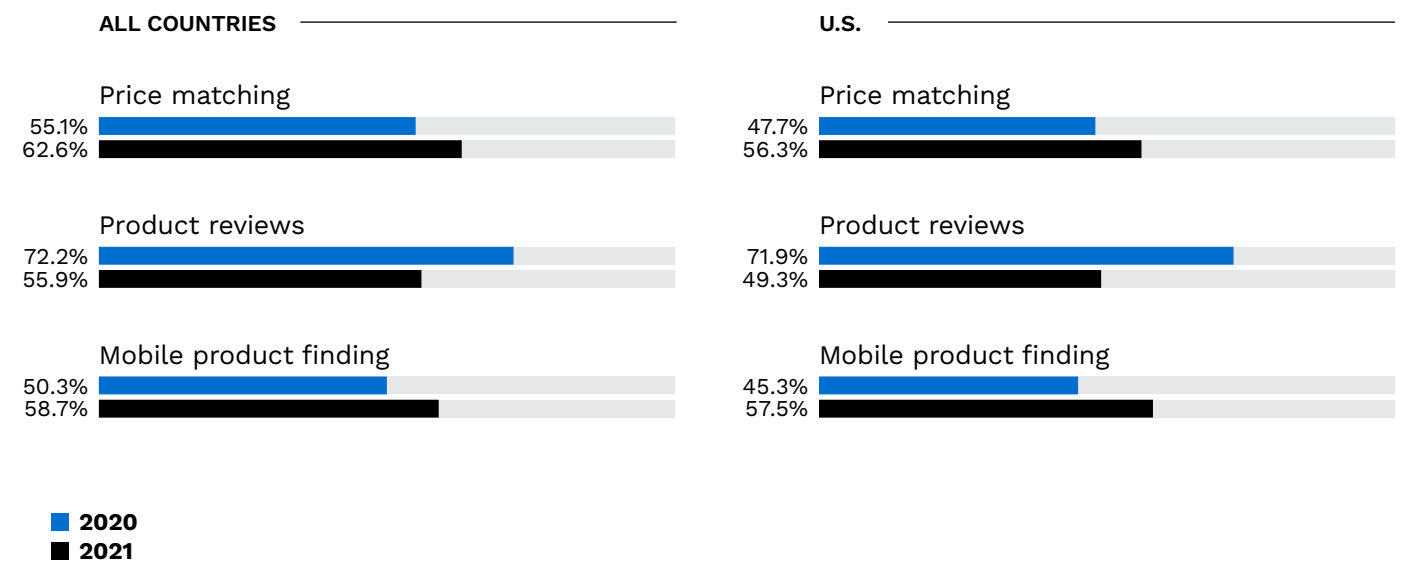 ALL COUNTRIES
Price matching
55.1%
62.6%
Product reviews
72.2%
55.9%
Mobile product finding
50.3%
58.7%
U.S.
Price matching
47.7%
56.3%
Product reviews
71.9%
49.3%
Mobile product finding
45.3%
57.5%
2020
2021